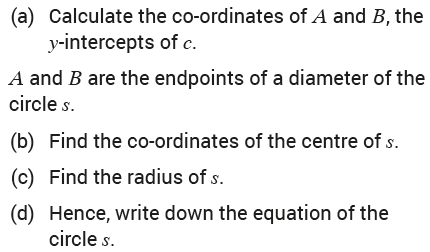 (a) Calculate the co-ordinates of A and B, the
y-intercepts of c.
A and B are the endpoints of a diameter of the
circle s.
(b) Find the co-ordinates of the centre of s.
(c) Find the radius of s.
(d) Hence, write down the equation of the
circle s.